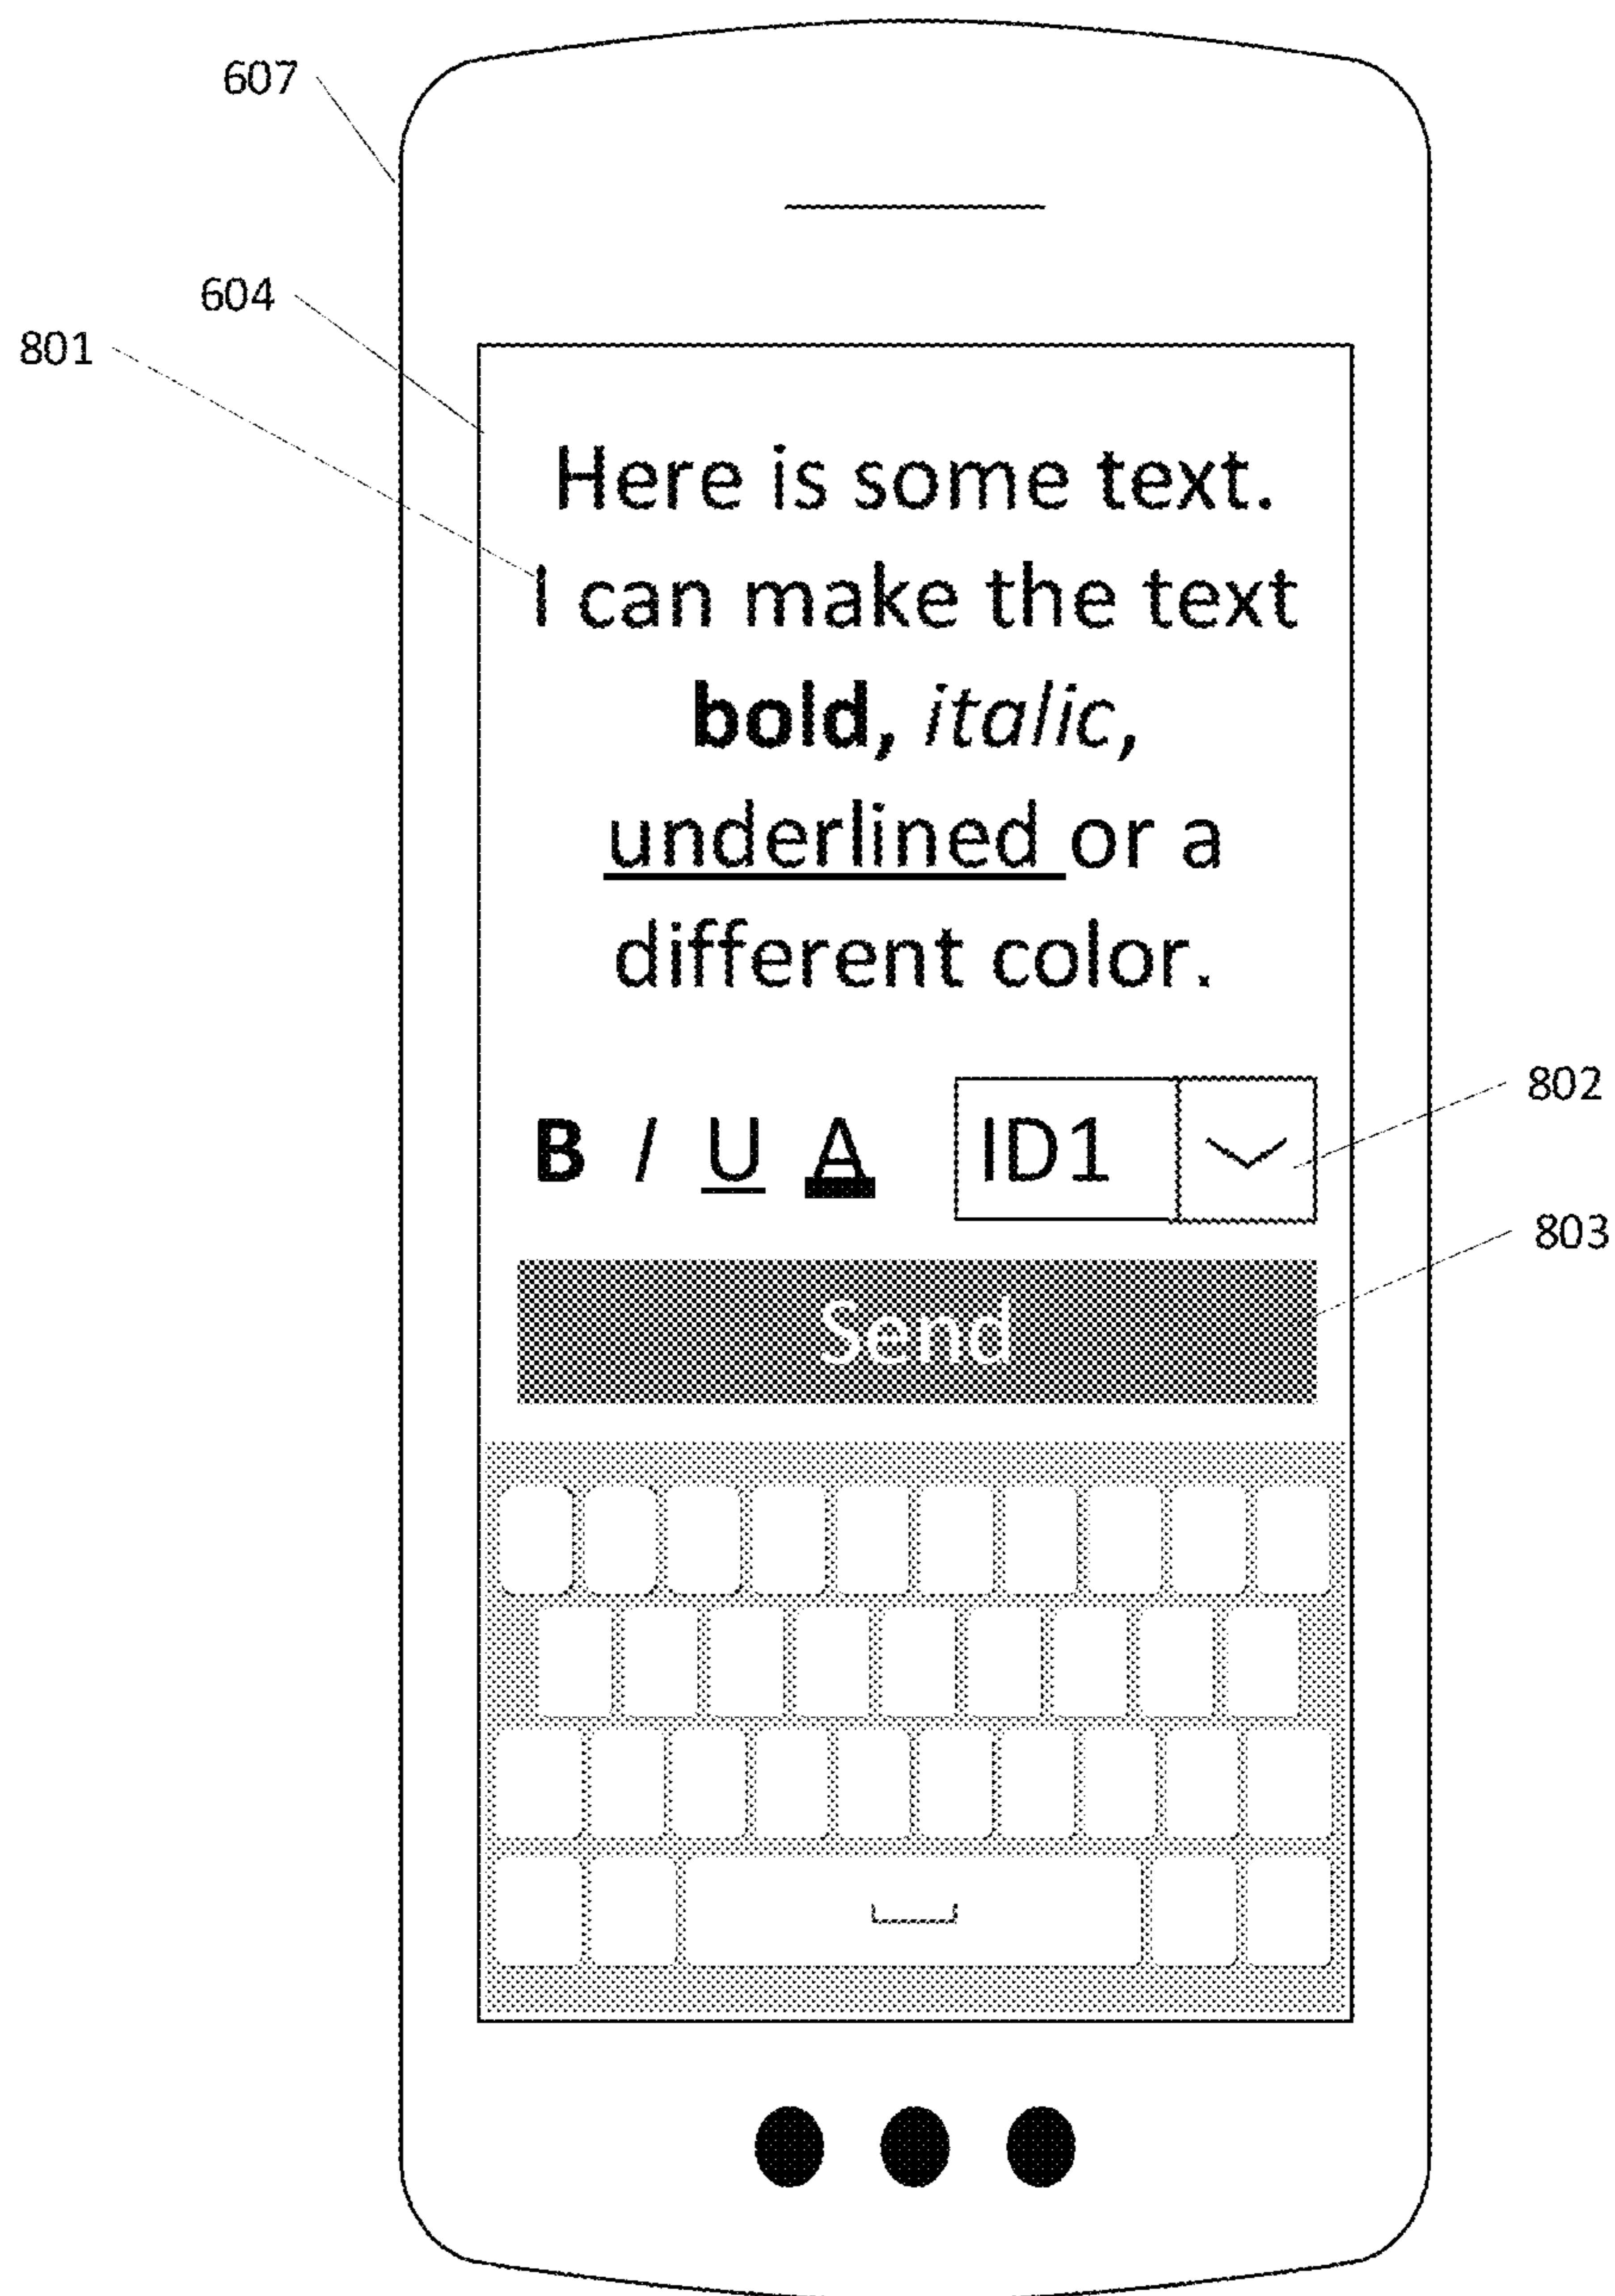 607
604
801
Here is some text.
I can make the text
bold, italic,
underlined or a
different color.
B I U A ID1
802
803
Send